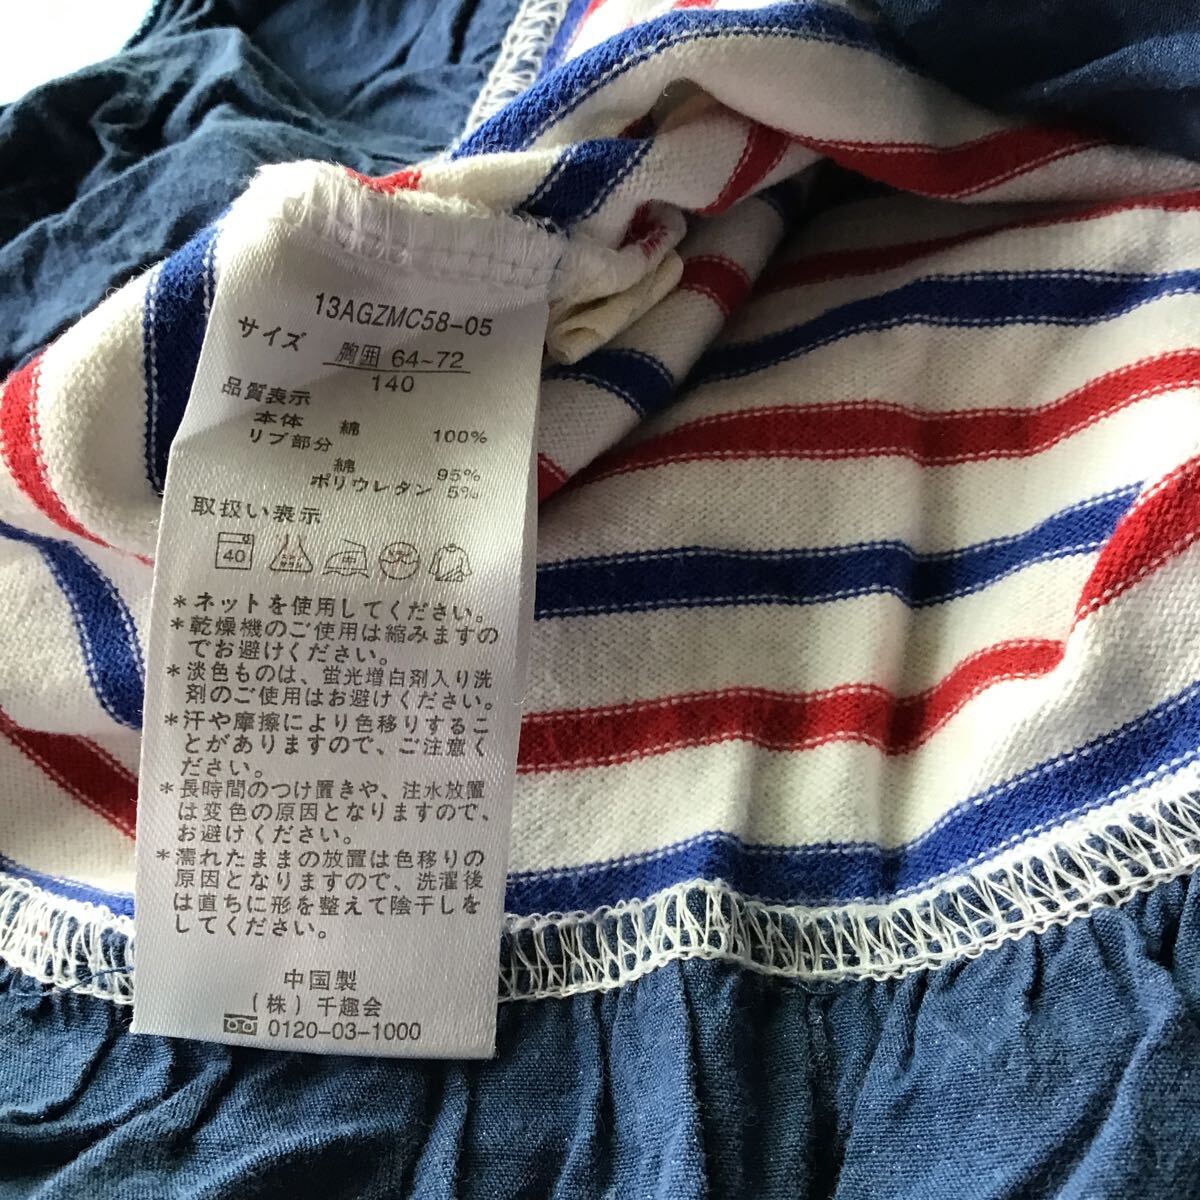 13AGZMC58-05
サイズ 胸囲 64~72
140
品質表示
本体 綿 100%
リブ部分
綿 95%
ポリウレタン 5%
取扱い表示
40
*ネットを使用してください。
*乾燥機のご使用は縮みますの
でお避けください。
*淡色ものは、蛍光増白剤入り洗
剤のご使用はお避けください。
*汗や摩擦により色移りするこ
とがありますので、ご注意く
ださい。
*長時間のつけ置きや、注水放置
は変色の原因となりますので、
お避けください。
*濡れたままの放置は色移りの
原因となりますので、洗濯後
は直ちに形を整えて陰干しを
してください。
中国製
(株)千趣会
0120-03-1000